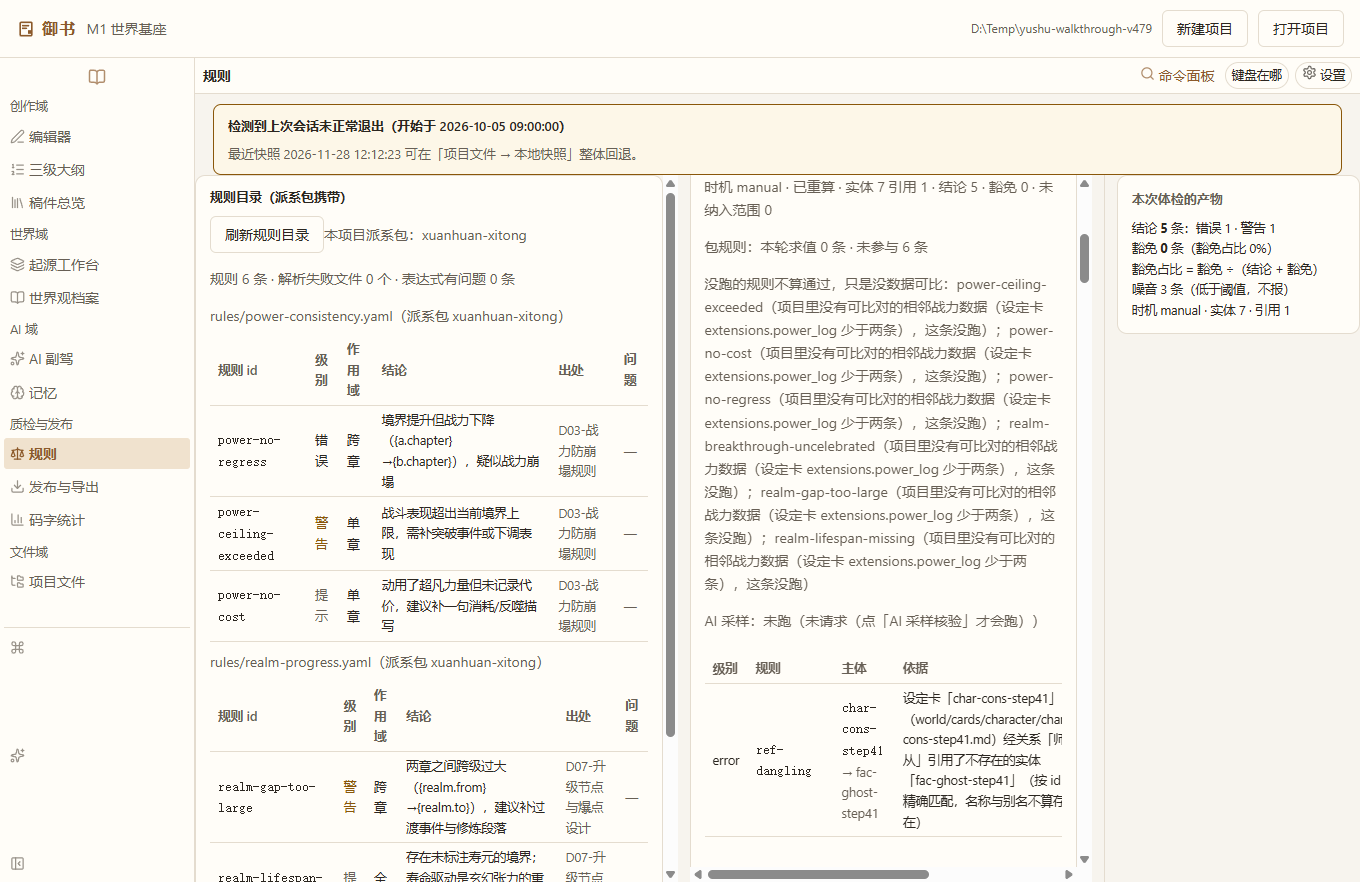 御书 M1 世界基座
D:\Temp\yushu-walkthrough-v479 新建项目 打开项目
创作域
编辑器
三级大纲
稿件总览
世界域
起源工作台
世界观档案
AI 域
AI 副驾
记忆
质检与发布
规则
发布与导出
码字统计
文件域
项目文件
规则
命令面板 键盘在哪 设置
检测到上次会话未正常退出（开始于 2026-10-05 09:00:00）
最近快照 2026-11-28 12:12:23 可在「项目文件 → 本地快照」整体回退。
规则目录（派系包携带）
刷新规则目录 本项目派系包：xuanhuan-xitong
规则 6 条 · 解析失败文件 0 个 · 表达式有问题 0 条
rules/power-consistency.yaml（派系包 xuanhuan-xitong）
规则 id 级别 作用域 结论 出处 问题
power-no-regress 错误 跨章 境界提升但战力下降（{a.chapter}→{b.chapter}），疑似战力崩塌 D03-战力防崩塌规则 —
power-ceiling-exceeded 警告 单章 战斗表现超出当前境界上限，需补突破事件或下调表现 D03-战力防崩塌规则 —
power-no-cost 提示 单章 动用了超凡力量但未记录代价，建议补一句消耗/反噬描写 D03-战力防崩塌规则 —
rules/realm-progress.yaml（派系包 xuanhuan-xitong）
规则 id 级别 作用域 结论 出处 问题
realm-gap-too-large 警告 跨章 两章之间跨级过大（{realm.from}→{realm.to}），建议补过渡事件与修炼段落 D07-升级节点与爆点设计 —
realm-lifespan- 提 全 存在未标注寿元的境界；寿命驱动是玄幻张力的重 D07-升级节点
时机 manual · 已重算 · 实体 7 引用 1 · 结论 5 · 豁免 0 · 未
纳入范围 0
包规则：本轮求值 0 条 · 未参与 6 条
没跑的规则不算通过，只是没数据可比：power-ceiling-
exceeded（项目里没有可比对的相邻战力数据（设定卡
extensions.power_log 少于两条），这条没跑）；power-
no-cost（项目里没有可比对的相邻战力数据（设定卡
extensions.power_log 少于两条），这条没跑）；power-
no-regress（项目里没有可比对的相邻战力数据（设定卡
extensions.power_log 少于两条），这条没跑）；realm-
breakthrough-uncelebrated（项目里没有可比对的相邻战
力数据（设定卡 extensions.power_log 少于两条），这条
没跑）；realm-gap-too-large（项目里没有可比对的相邻
战力数据（设定卡 extensions.power_log 少于两条），这
条没跑）；realm-lifespan-missing（项目里没有可比对的
相邻战力数据（设定卡 extensions.power_log 少于两
条），这条没跑）
AI 采样：未跑（未请求（点「AI 采样核验」才会跑））
级别 规则 主体 依据
error ref-dangling char-cons-step41 → fac-ghost-step41
设定卡「char-cons-step41」
（world/cards/character/char
cons-step41.md）经关系「师
从」引用了不存在的实体
「fac-ghost-step41」（按 id
精确匹配，名称与别名不算存
在）
本次体检的产物
结论 5 条：错误 1 · 警告 1
豁免 0 条（豁免占比 0%）
豁免占比 = 豁免 ÷（结论 + 豁免）
噪音 3 条（低于阈值，不报）
时机 manual · 实体 7 · 引用 1